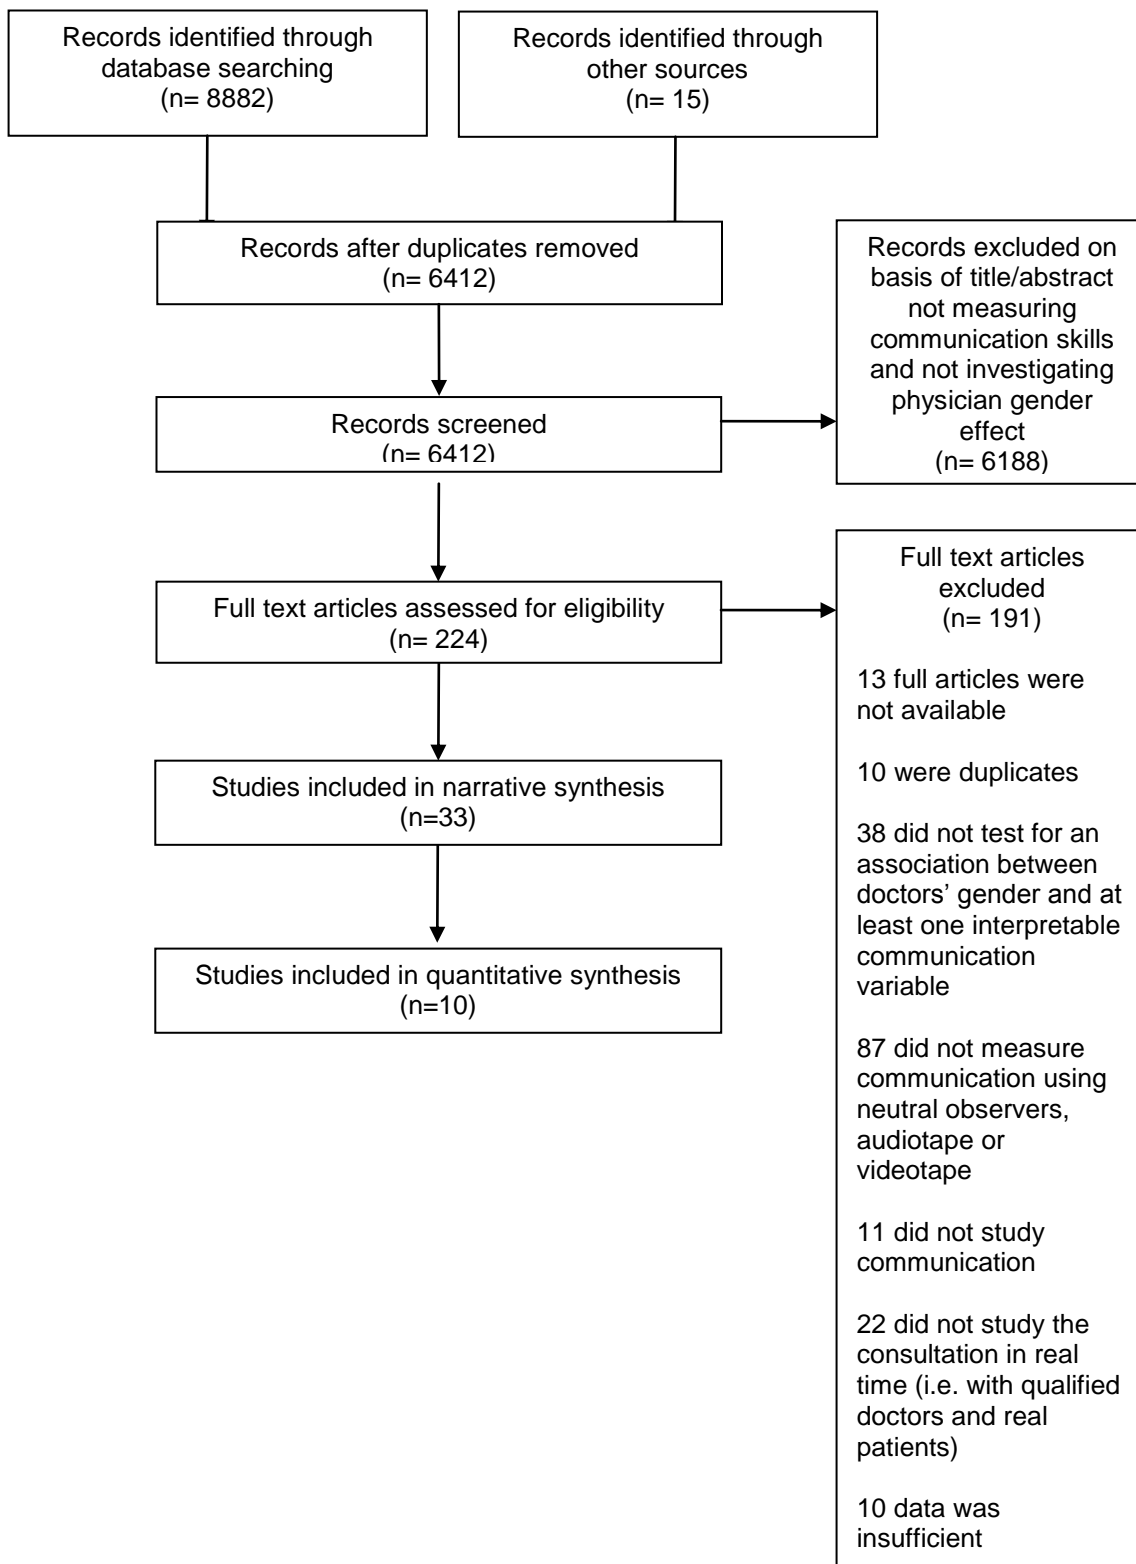 Records identified through
database searching
(n= 8882)
Records identified through
other sources
(n= 15)
Records after duplicates removed
(n= 6412)
Records excluded on
basis of title/abstract
not measuring
communication skills
and not investigating
physician gender
effect
(n= 6188)
Records screened
(n= 6412)
Full text articles assessed for eligibility
(n= 224)
Full text articles
excluded
(n= 191)
13 full articles were
not available
10 were duplicates
38 did not test for an
association between
doctors’ gender and at
least one interpretable
communication
variable
87 did not measure
communication using
neutral observers,
audiotape or
videotape
11 did not study
communication
22 did not study the
consultation in real
time (i.e. with qualified
doctors and real
patients)
10 data was
insufficient
Studies included in narrative synthesis
(n=33)
Studies included in quantitative synthesis
(n=10)